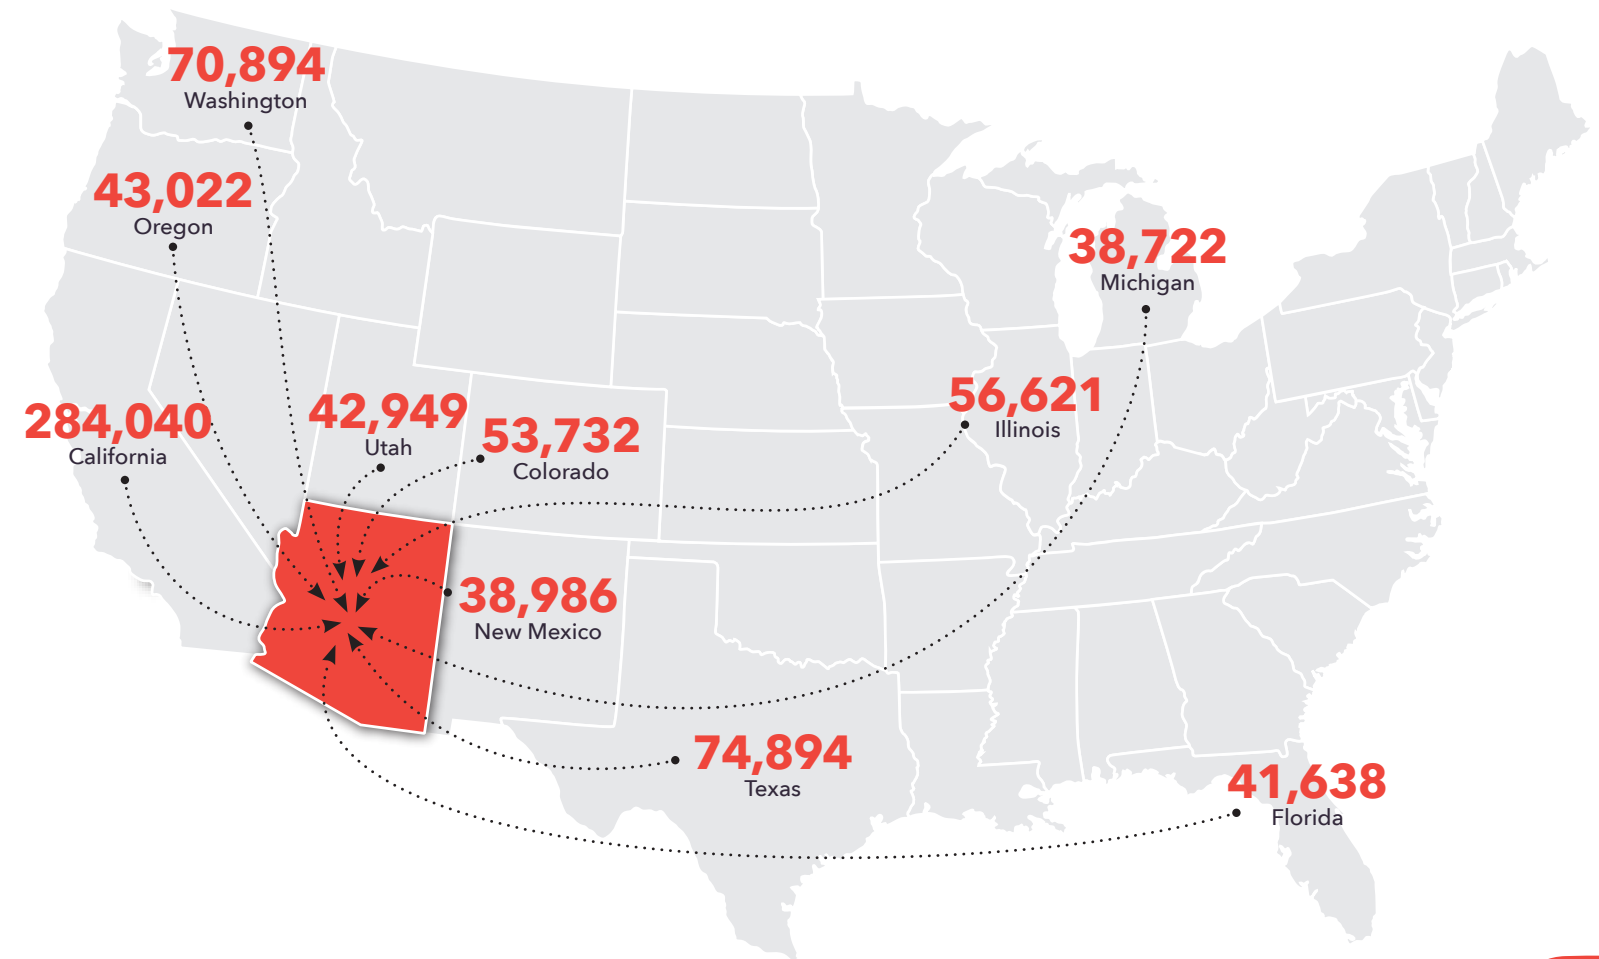 70,894
Washington
43,022
Oregon
38,722
Michigan
284,040
California
42,949
Utah
53,732
Colorado
56,621
Illinois
38,986
New Mexico
74,894
Texas
41,638
Florida